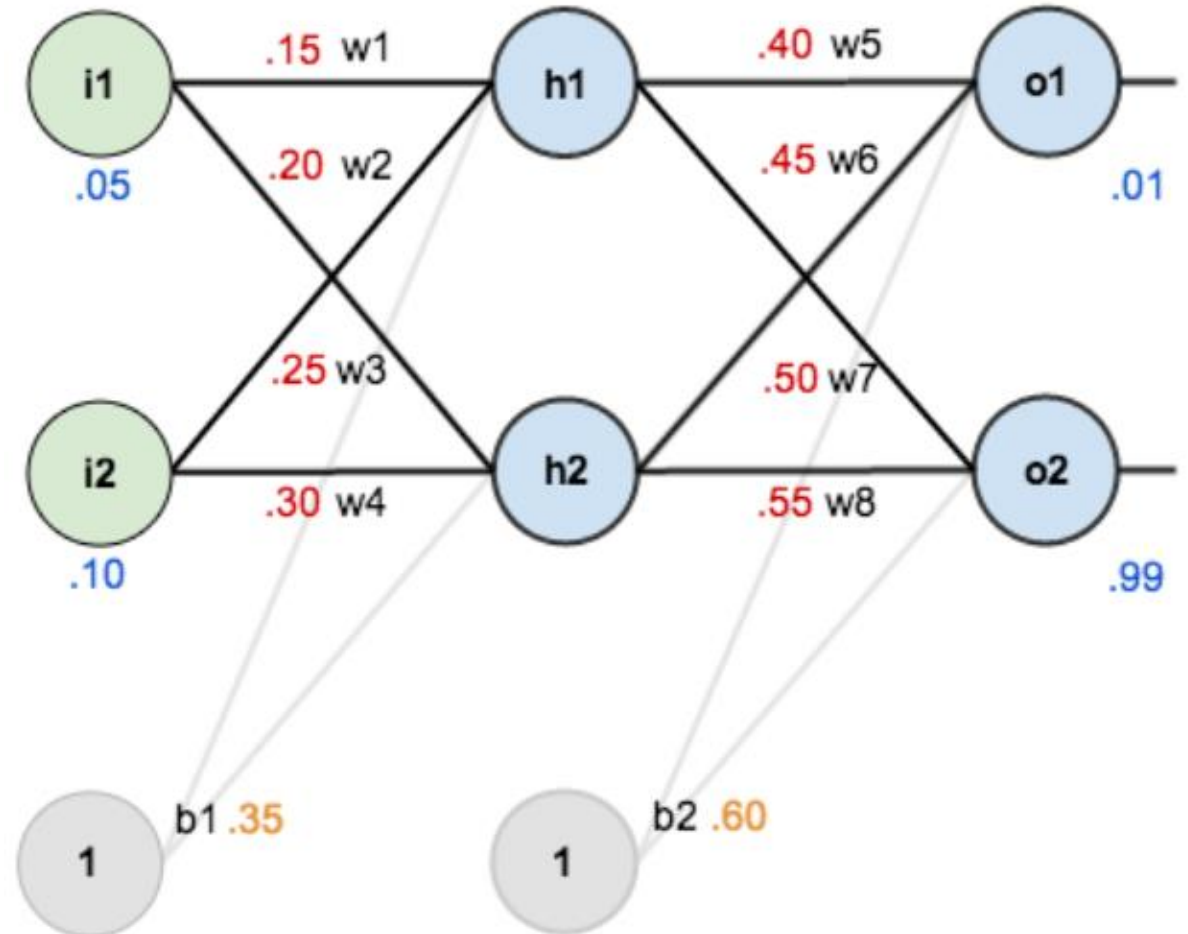 i1 .15 w1 h1 .40 w5 o1
.05 .20 w2 .45 w6 .01
.25 w3 .50 w7
i2 .30 w4 h2 .55 w8 o2
.10 .99
b1 .35 b2 .60
1 1